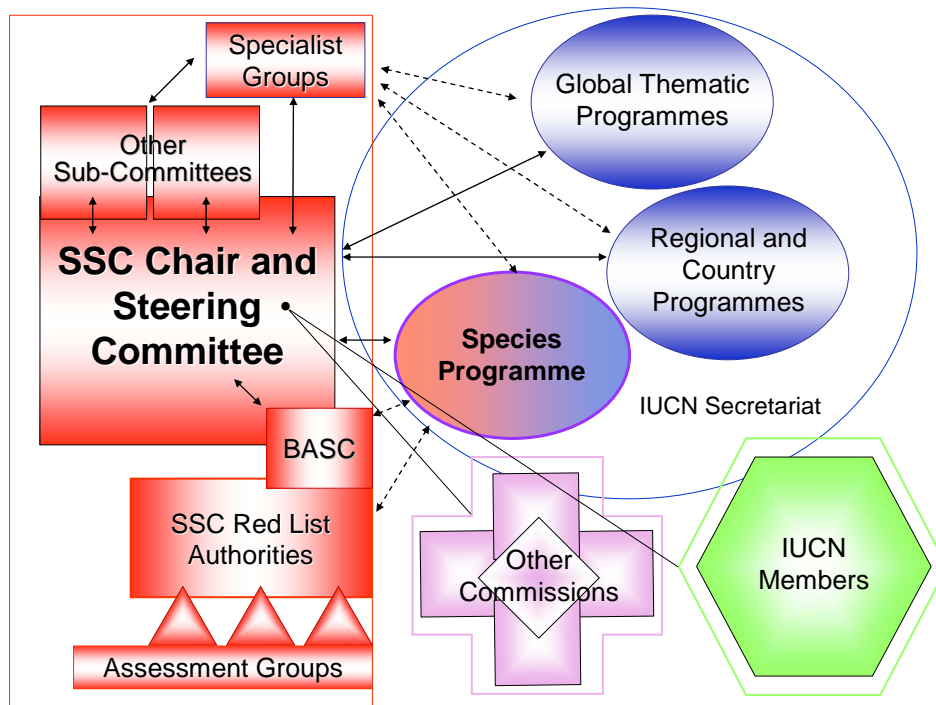 Specialist
Groups
Global Thematic
Programmes
Other
Sub-Committees
SSC Chair and
Steering
Committee
Regional and
Country
Programmes
Species
Programme
IUCN Secretariat
BASC
SSC Red List
Authorities
Other
Commissions
IUCN
Members
Assessment Groups